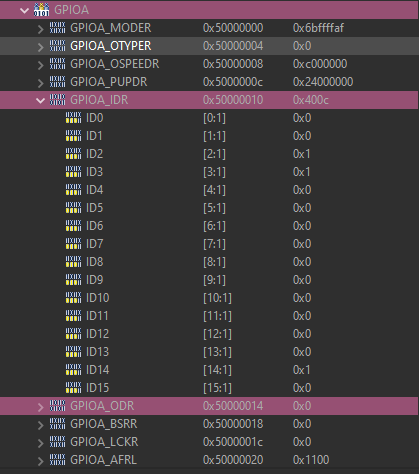 GPIOA
GPIOA_MODER 0x50000000 0x6bffffaf
GPIOA_OTYPER 0x50000004 0x0
GPIOA_OSPEEDR 0x50000008 0xc000000
GPIOA_PUPDR 0x5000000c 0x24000000
GPIOA_IDR 0x50000010 0x400c
ID0 [0:1] 0x0
ID1 [1:1] 0x0
ID2 [2:1] 0x1
ID3 [3:1] 0x1
ID4 [4:1] 0x0
ID5 [5:1] 0x0
ID6 [6:1] 0x0
ID7 [7:1] 0x0
ID8 [8:1] 0x0
ID9 [9:1] 0x0
ID10 [10:1] 0x0
ID11 [11:1] 0x0
ID12 [12:1] 0x0
ID13 [13:1] 0x0
ID14 [14:1] 0x1
ID15 [15:1] 0x0
GPIOA_ODR 0x50000014 0x0
GPIOA_BSRR 0x50000018 0x0
GPIOA_LCKR 0x5000001c 0x0
GPIOA_AFRL 0x50000020 0x1100